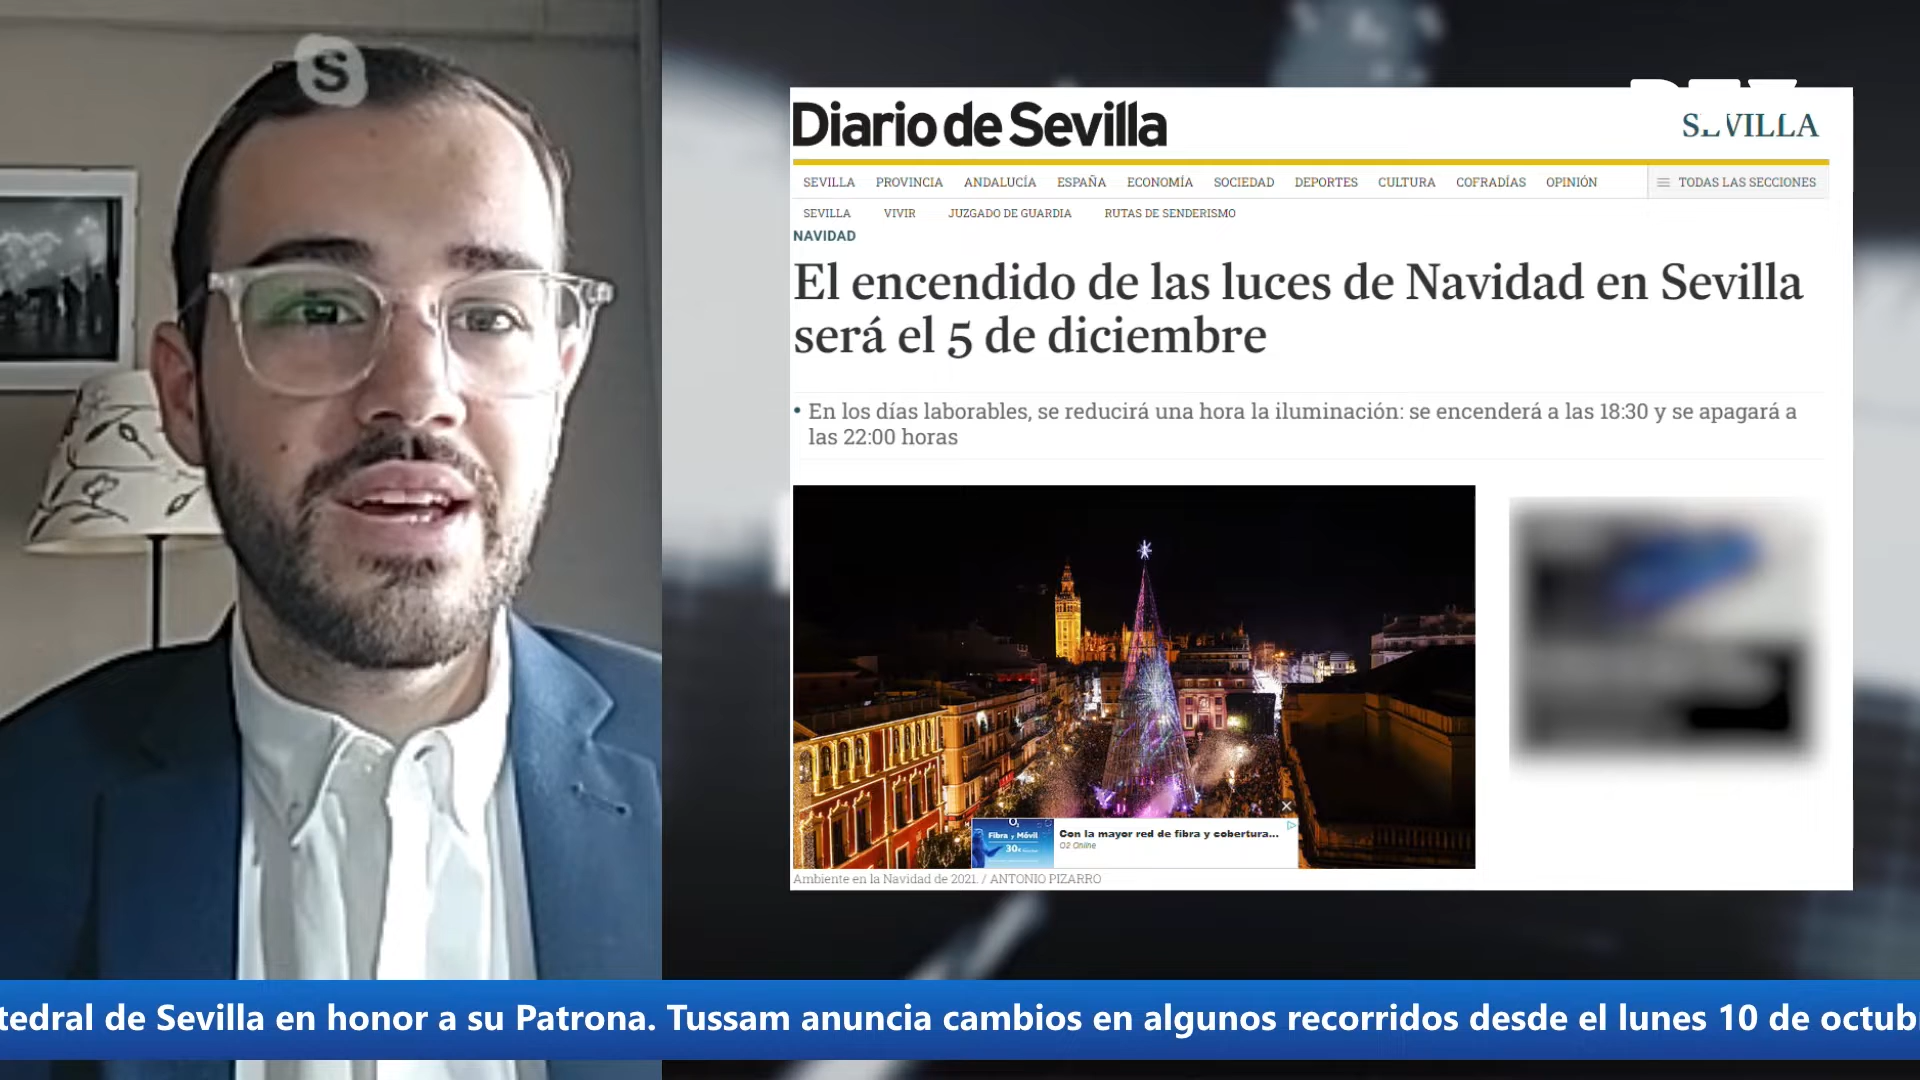 S
Diario de Sevilla
SEVILLA
SEVILLA PROVINCIA ANDALUCÍA ESPAÑA ECONOMÍA SOCIEDAD DEPORTES CULTURA COFRADÍAS OPINIÓN TODAS LAS SECCIONES
SEVILLA VIVIR JUZGADO DE GUARDIA RUTAS DE SENDERISMO
NAVIDAD
El encendido de las luces de Navidad en Sevilla
será el 5 de diciembre
• En los días laborables, se reducirá una hora la iluminación: se encenderá a las 18:30 y se apagará a
las 22:00 horas
Fibra y Móvil
30€
Con la mayor red de fibra y cobertura...
O2 Online
Ambiente en la Navidad de 2021. / ANTONIO PIZARRO
tedral de Sevilla en honor a su Patrona. Tussam anuncia cambios en algunos recorridos desde el lunes 10 de octub